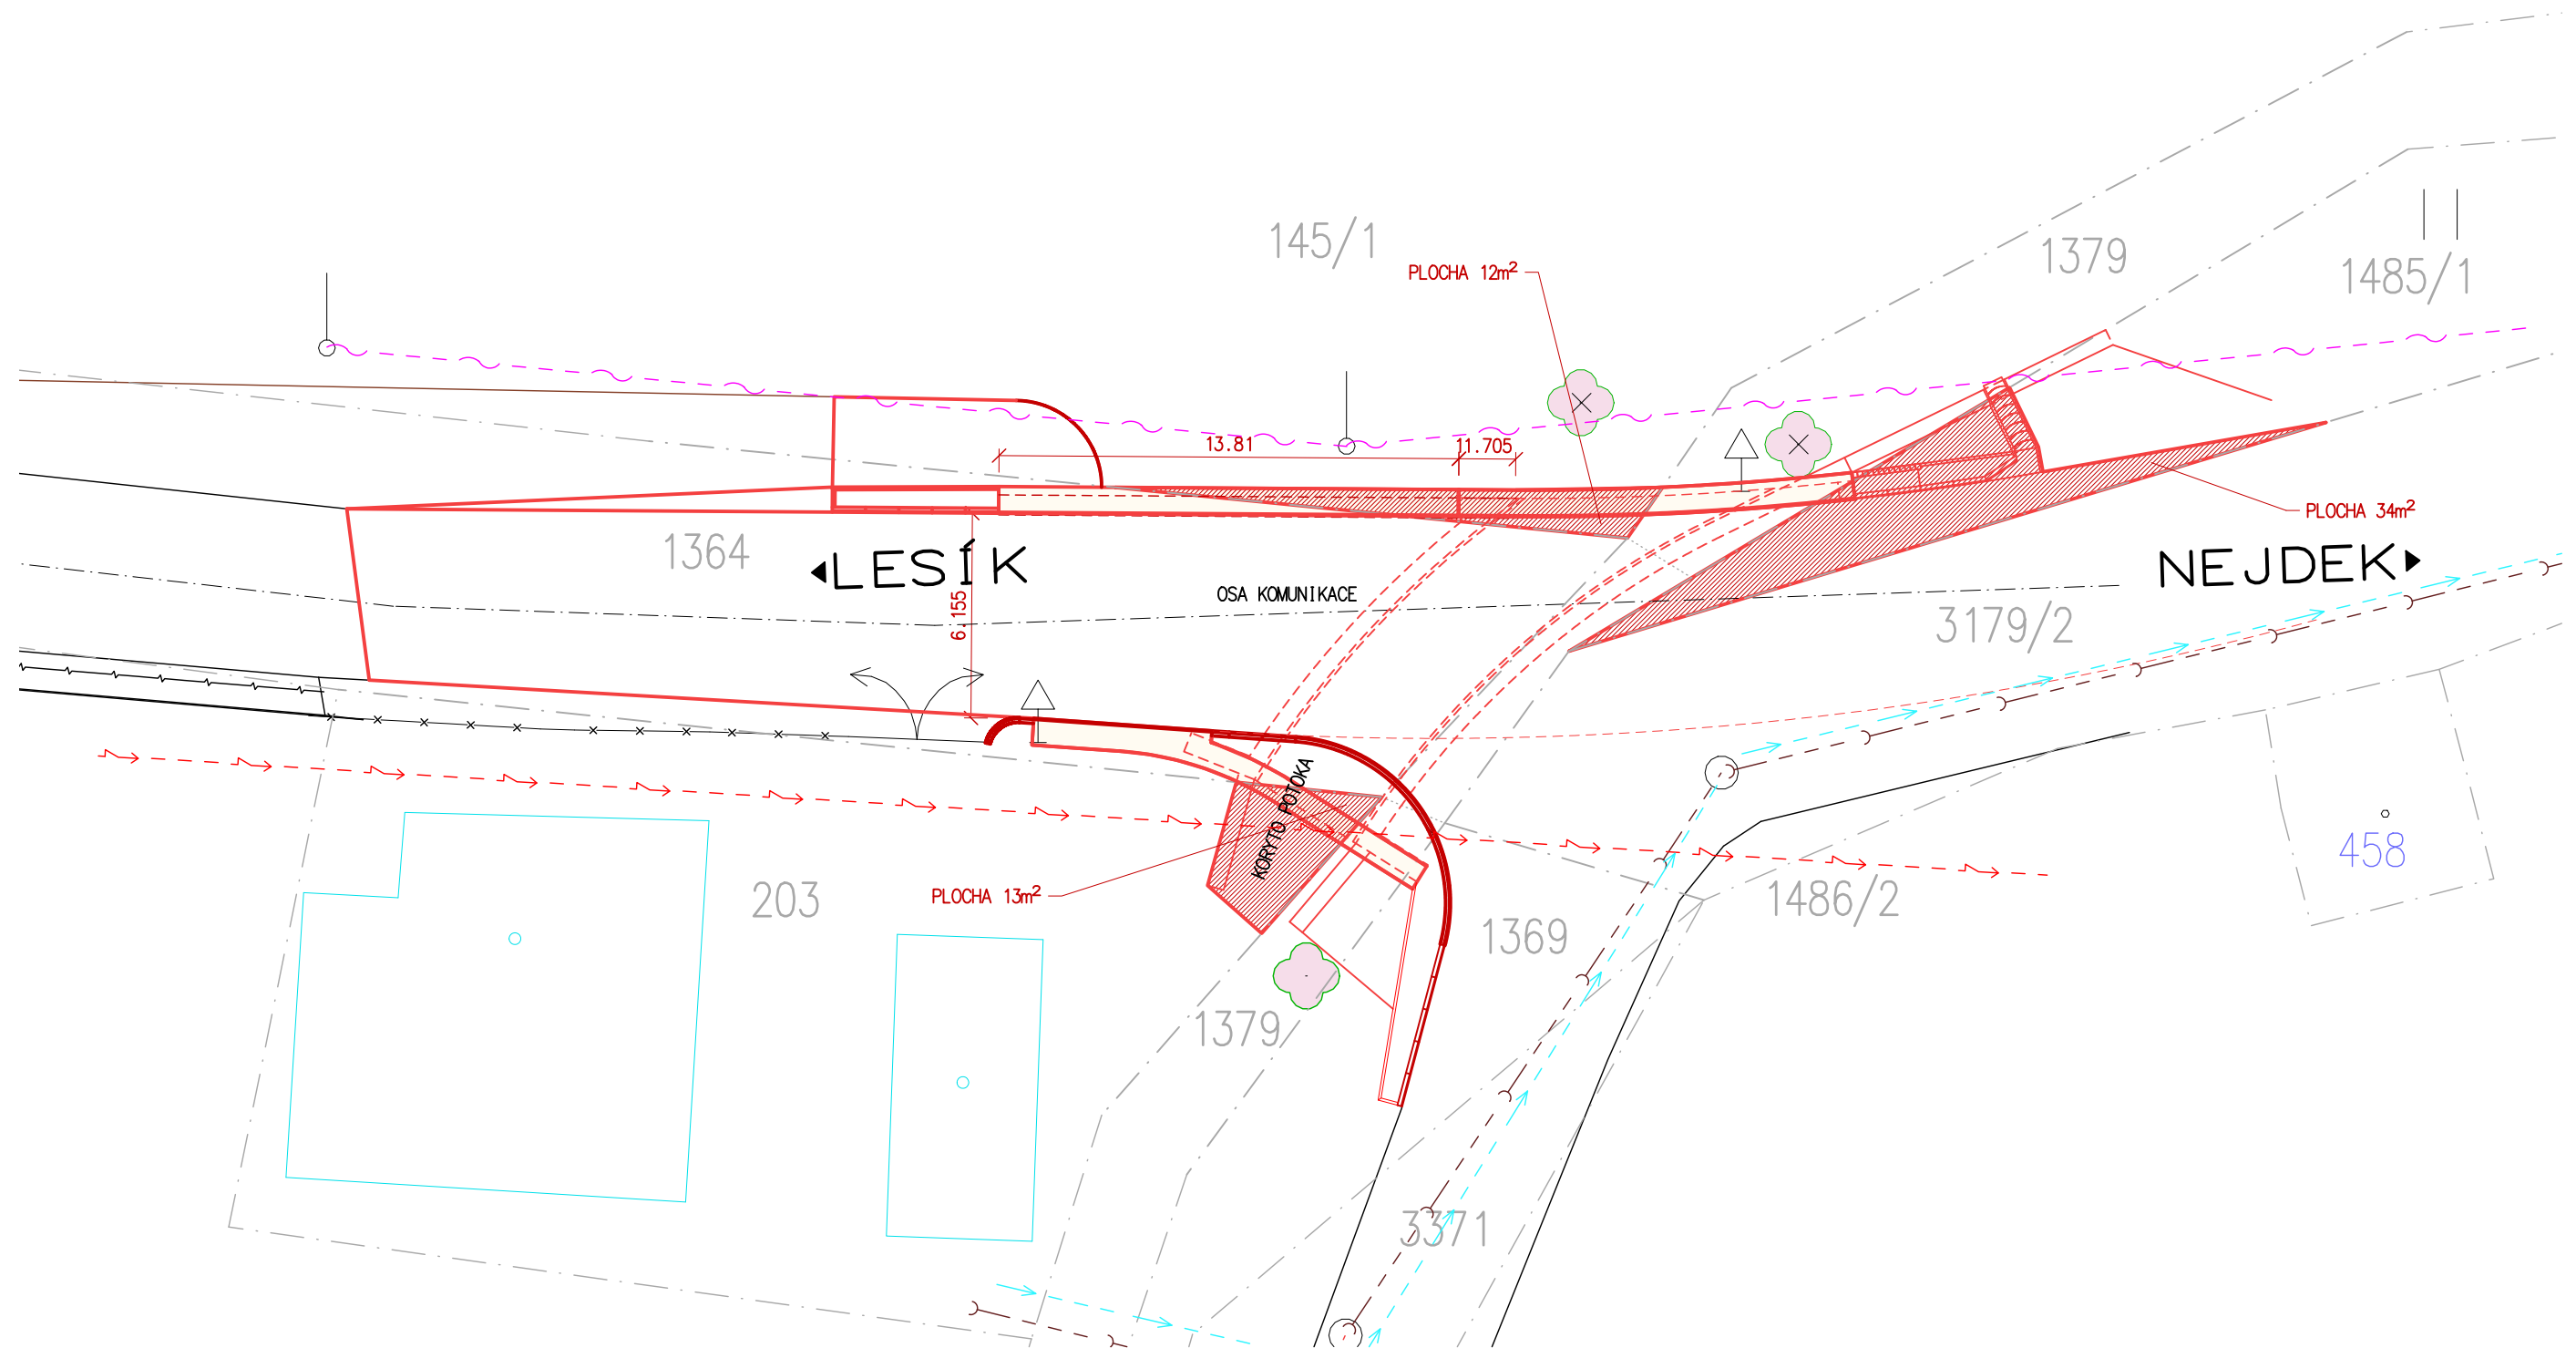 145/1
1379
1485/1
PLOCHA 12m²
13.81
11.705
PLOCHA 34m²
1364
LESÍK
NEJDEK
OSA KOMUNIKACE
6.155
3179/2
KORYTO POTOKA
458
203
PLOCHA 13m²
1486/2
1369
1379
3371